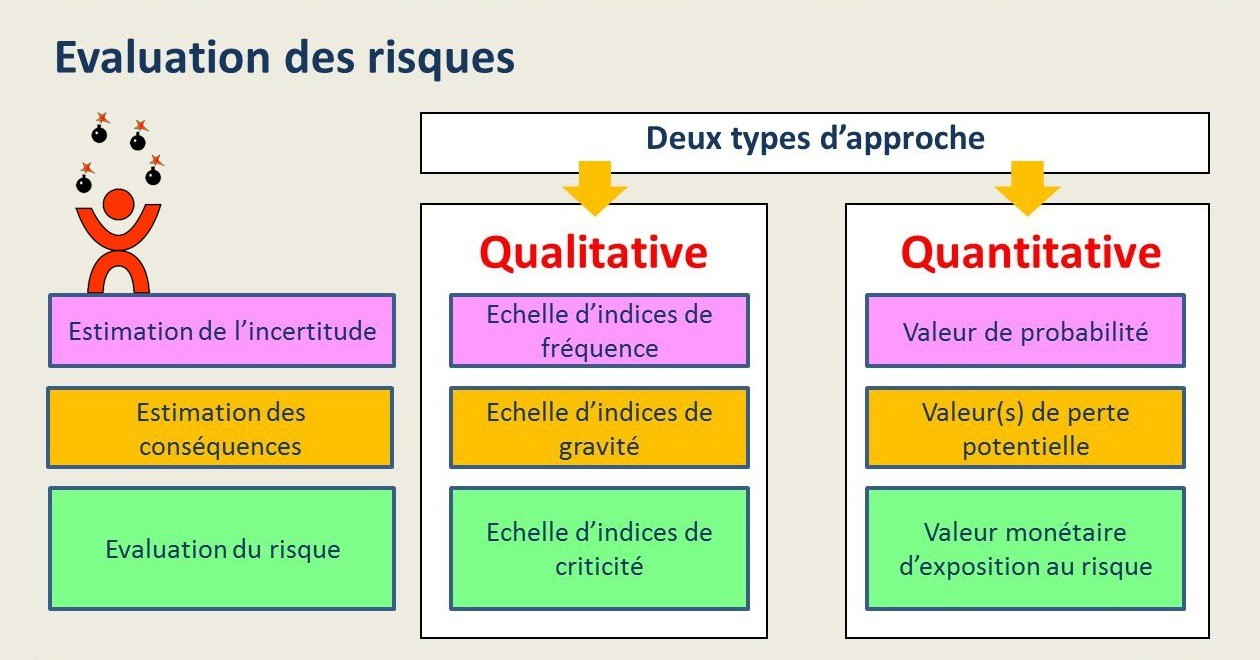 Evaluation des risques
Deux types d’approche
Qualitative
Quantitative
Estimation de l’incertitude
Echelle d’indices de
fréquence
Valeur de probabilité
Estimation des
conséquences
Echelle d’indices de
gravité
Valeur(s) de perte
potentielle
Evaluation du risque
Echelle d’indices de
criticité
Valeur monétaire
d’exposition au risque